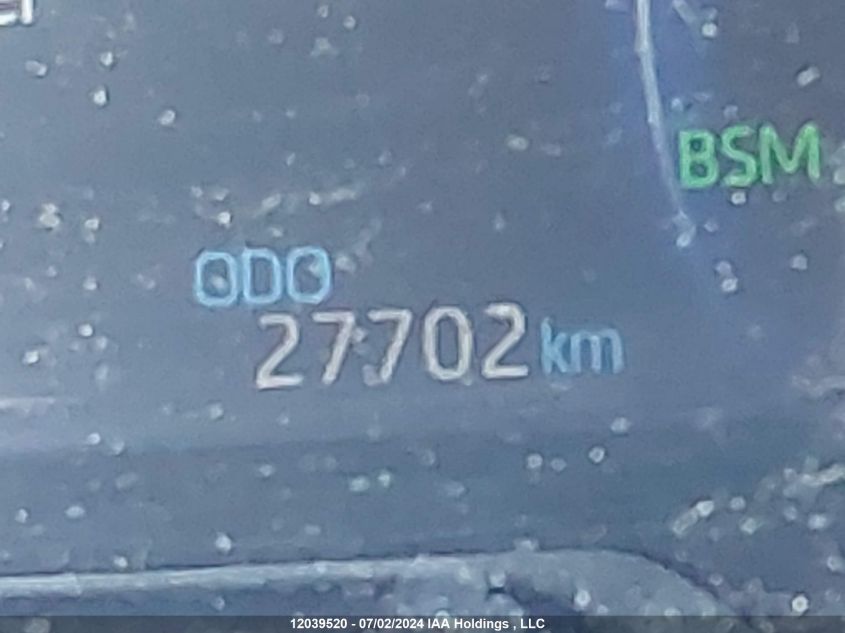 BSM
ODO
27702 km
12039520 - 07/02/2024 IAA Holdings , LLC